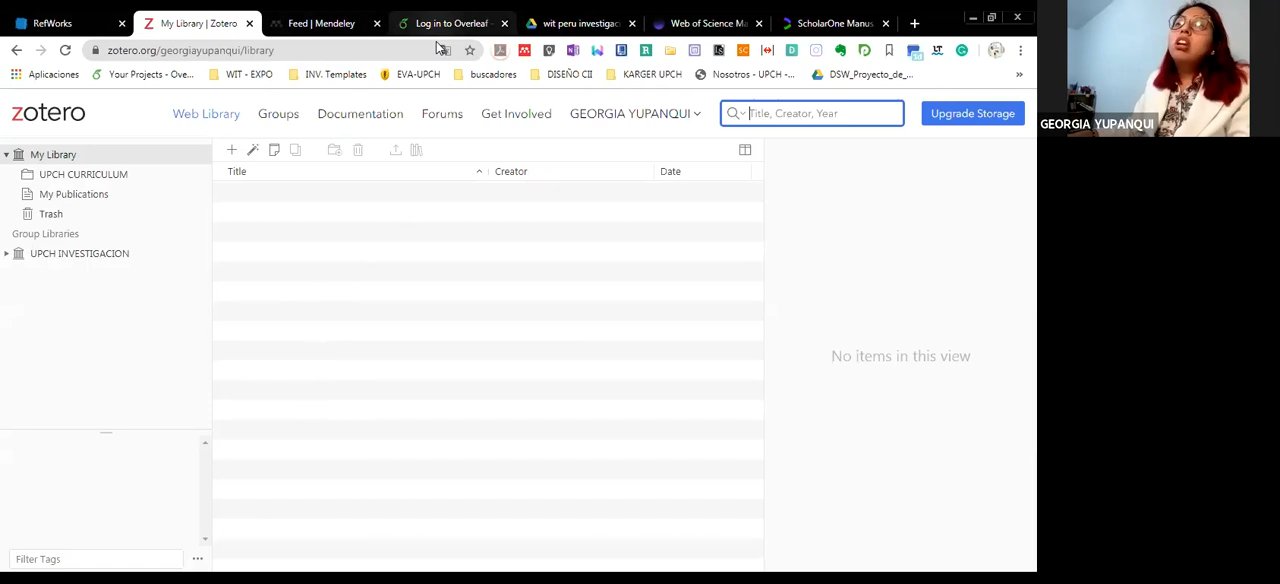 RefWorks
My Library | Zotero
Feed | Mendeley
Log in to Overleaf -
wit peru investigac
Web of Science Ma
ScholarOne Manus
zotero.org/georgiayupanqui/library
Aplicaciones
Your Projects - Ove...
WIT - EXPO
INV. Templates
EVA-UPCH
buscadores
DISEÑO CII
KARGER UPCH
Nosotros - UPCH -...
DSW_Proyecto_de_...
»
zotero
Web Library
Groups
Documentation
Forums
Get Involved
GEORGIA YUPANQUI
Title, Creator, Year
Upgrade Storage
GEORGIA YUPANQUI
My Library
UPCH CURRICULUM
My Publications
Trash
Group Libraries
UPCH INVESTIGACION
Title
Creator
Date
No items in this view
Filter Tags